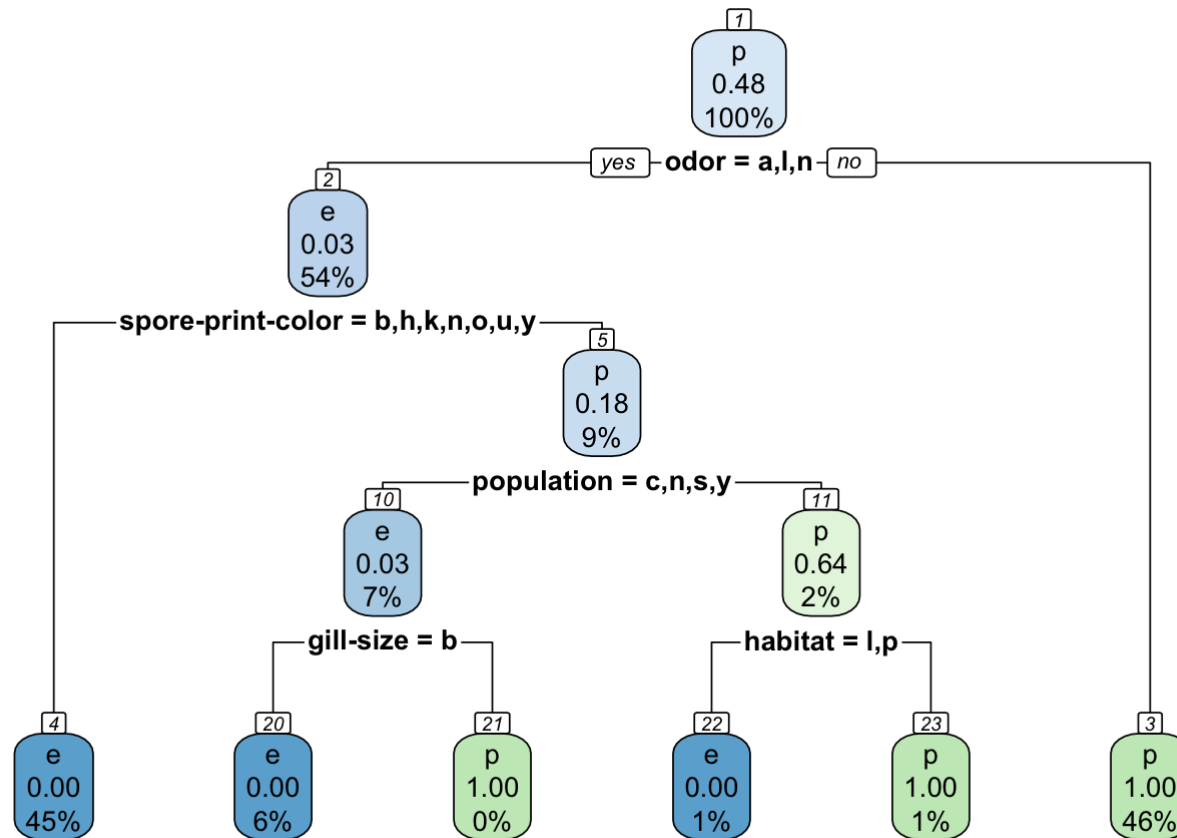 1
p
0.48
100%
yes odor = a,l,n no
2
e
0.03
54%
spore-print-color = b,h,k,n,o,u,y
5
p
0.18
9%
population = c,n,s,y
10
e
0.03
7%
11
p
0.64
2%
gill-size = b
habitat = l,p
4
e
0.00
45%
20
e
0.00
6%
21
p
1.00
0%
22
e
0.00
1%
23
p
1.00
1%
3
p
1.00
46%